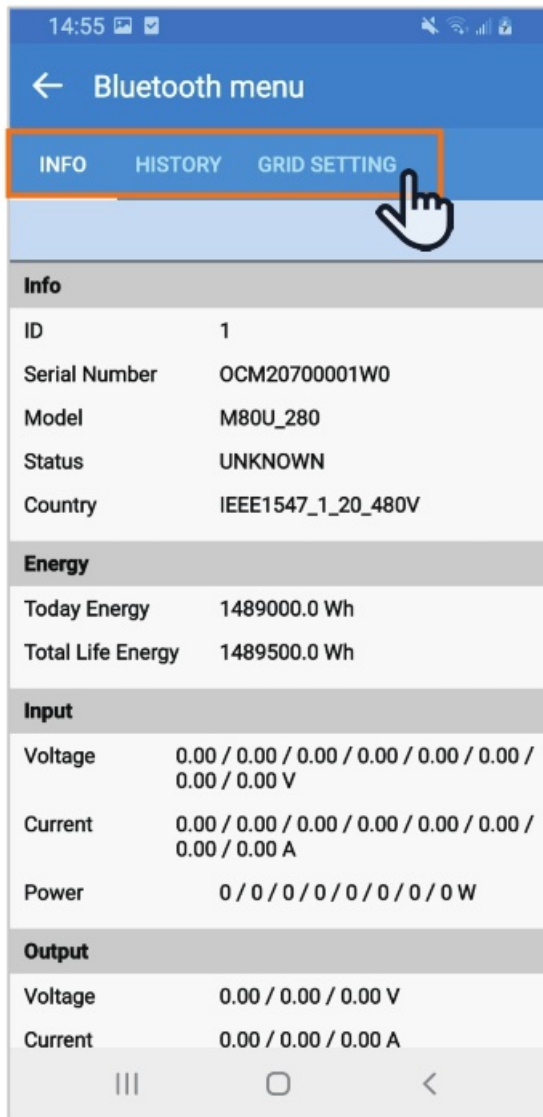 14:55
Bluetooth menu
INFO HISTORY GRID SETTING
Info
ID 1
Serial Number OCM20700001W0
Model M80U_280
Status UNKNOWN
Country IEEE1547_1_20_480V
Energy
Today Energy 1489000.0 Wh
Total Life Energy 1489500.0 Wh
Input
Voltage 0.00 / 0.00 / 0.00 / 0.00 / 0.00 / 0.00 /
0.00 / 0.00 V
Current 0.00 / 0.00 / 0.00 / 0.00 / 0.00 / 0.00 /
0.00 / 0.00 A
Power 0 / 0 / 0 / 0 / 0 / 0 / 0 / 0 W
Output
Voltage 0.00 / 0.00 / 0.00 V
Current 0.00 / 0.00 / 0.00 A